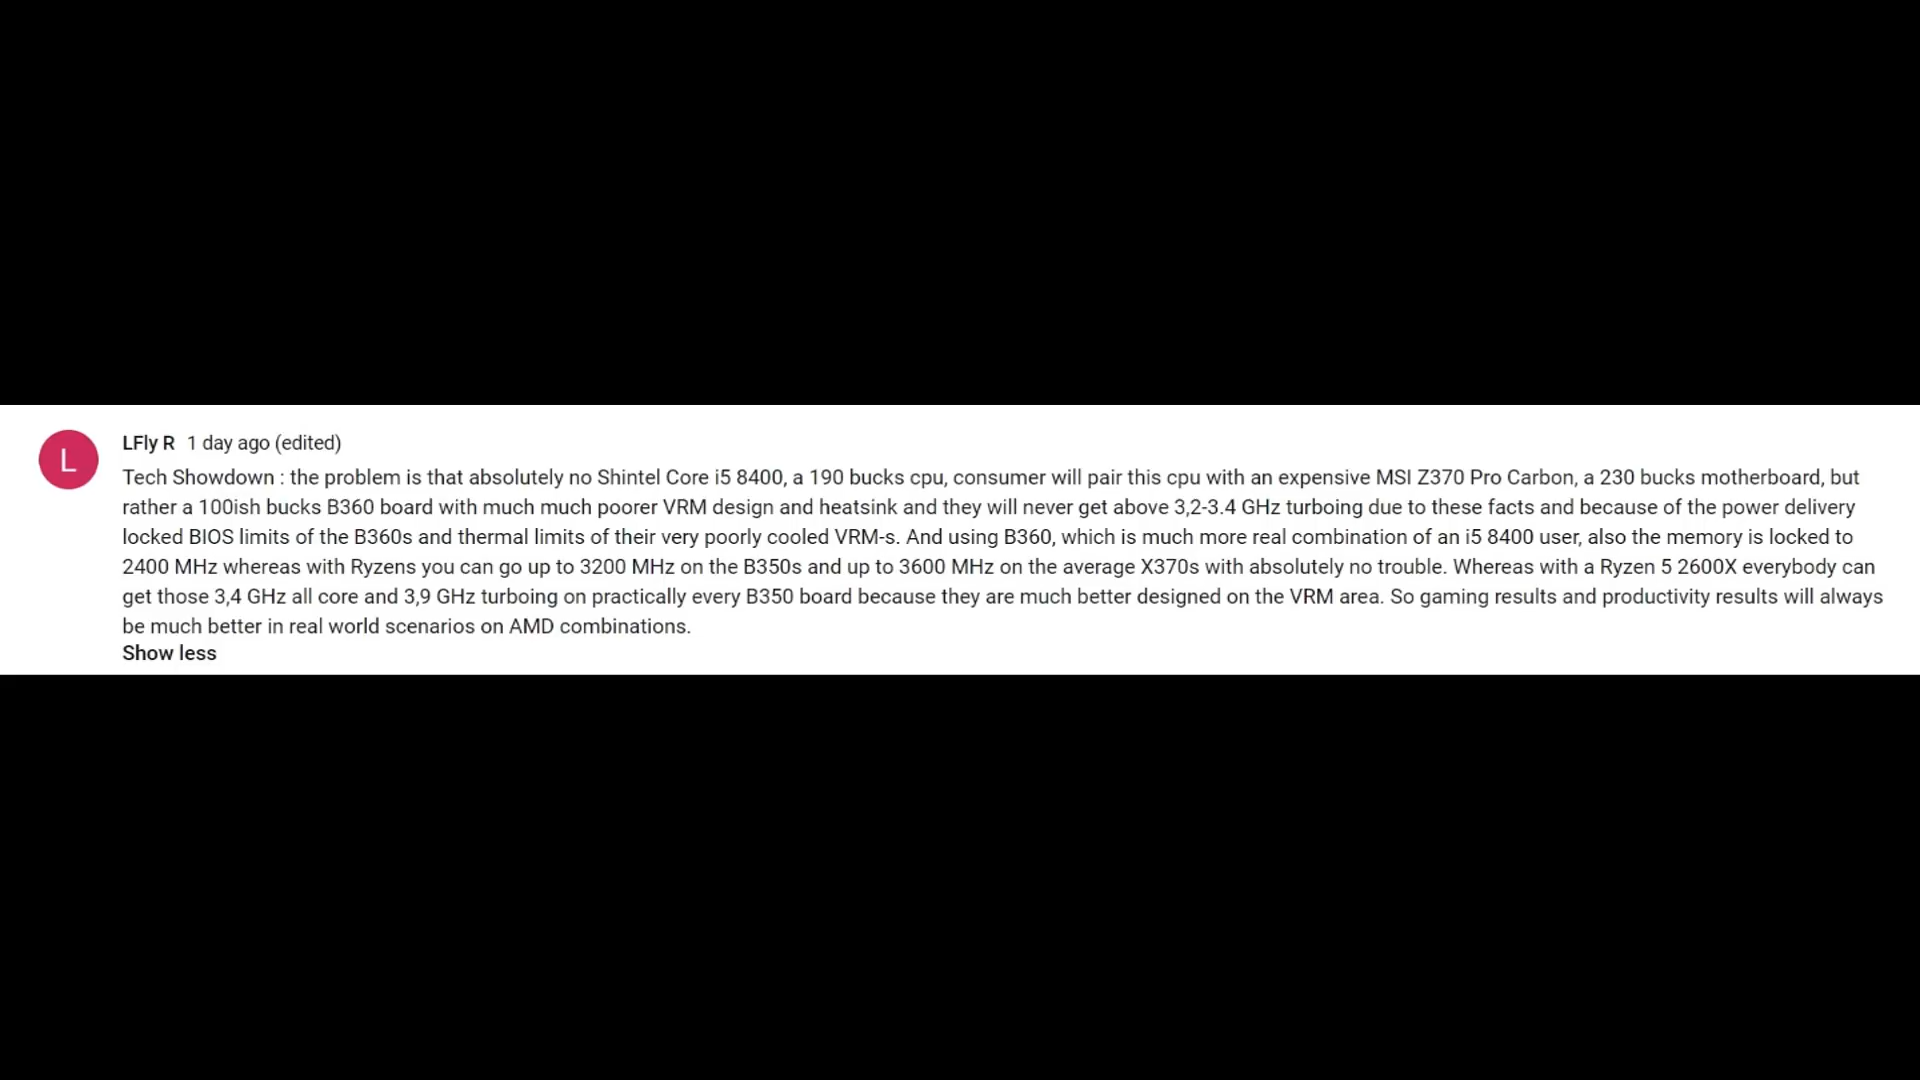 L
LFly R 1 day ago (edited)
Tech Showdown : the problem is that absolutely no Shintel Core i5 8400, a 190 bucks cpu, consumer will pair this cpu with an expensive MSI Z370 Pro Carbon, a 230 bucks motherboard, but
rather a 100ish bucks B360 board with much much poorer VRM design and heatsink and they will never get above 3,2-3.4 GHz turboing due to these facts and because of the power delivery
locked BIOS limits of the B360s and thermal limits of their very poorly cooled VRM-s. And using B360, which is much more real combination of an i5 8400 user, also the memory is locked to
2400 MHz whereas with Ryzens you can go up to 3200 MHz on the B350s and up to 3600 MHz on the average X370s with absolutely no trouble. Whereas with a Ryzen 5 2600X everybody can
get those 3,4 GHz all core and 3,9 GHz turboing on practically every B350 board because they are much better designed on the VRM area. So gaming results and productivity results will always
be much better in real world scenarios on AMD combinations.
Show less